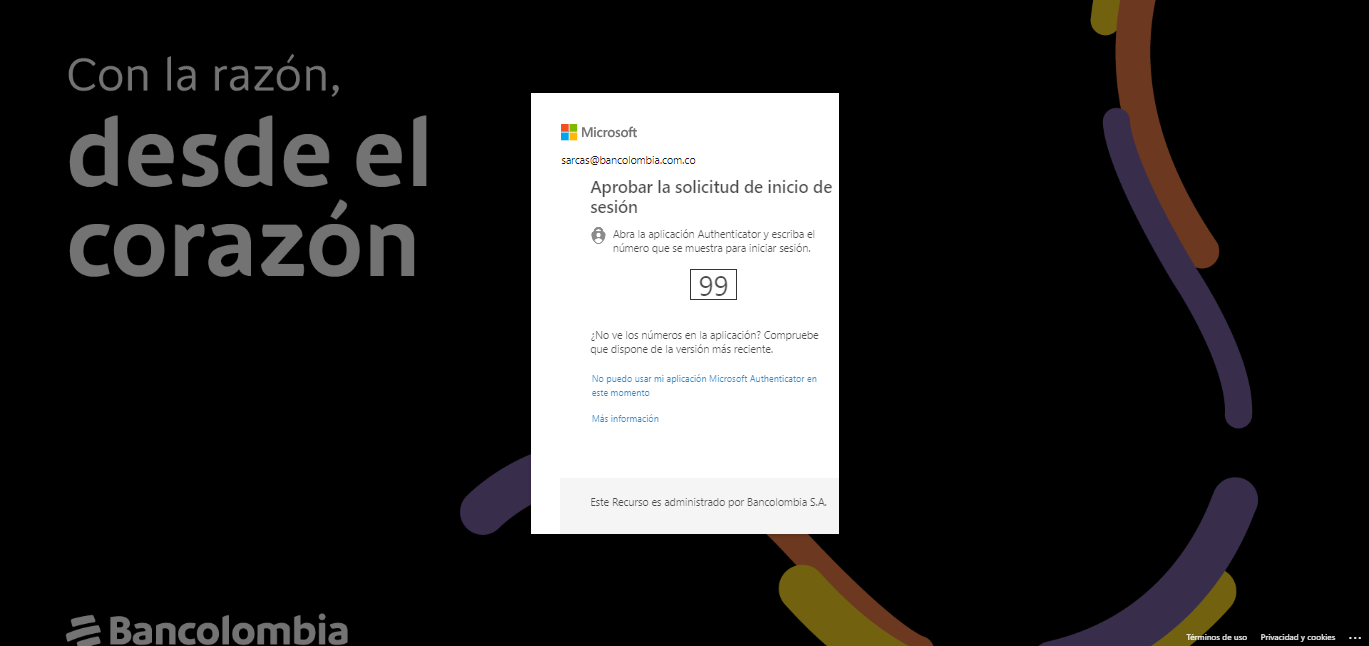 Con la razón,
desde el
corazón
Microsoft
sarcas@bancolombia.com.co
Aprobar la solicitud de inicio de
sesión
Abra la aplicación Authenticator y escriba el
número que se muestra para iniciar sesión.
99
¿No ve los números en la aplicación? Compruebe
que dispone de la versión más reciente.
No puedo usar mi aplicación Microsoft Authenticator en
este momento
Más información
Este Recurso es administrado por Bancolombia S.A.
Bancolombia
Términos de uso Privacidad y cookies ...